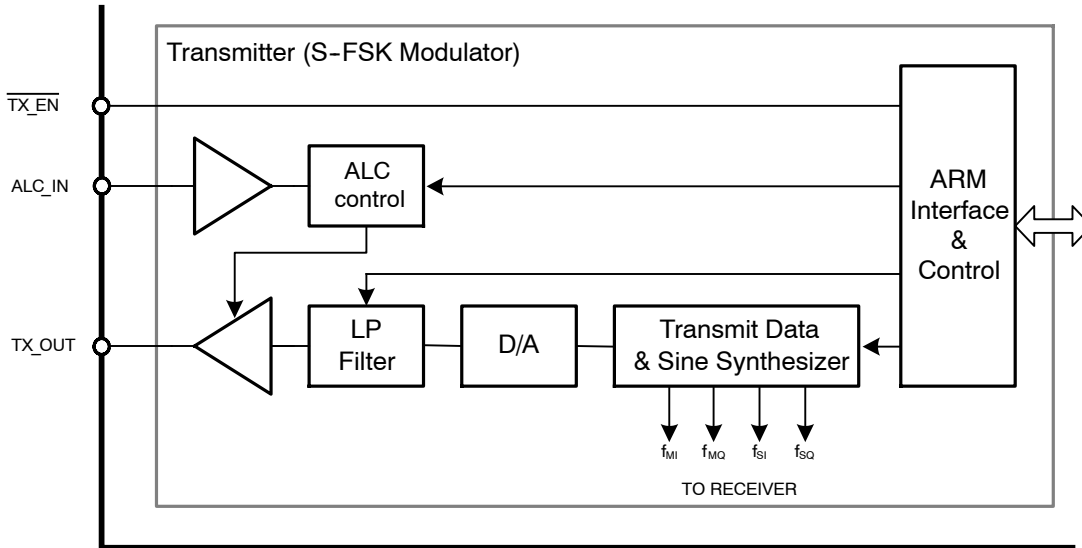 Transmitter (S-FSK Modulator)
TX_EN
ALC_IN
ALC
control
ARM
Interface
&
Control
TX_OUT
LP
Filter
D/A
Transmit Data
& Sine Synthesizer
fMI
fMQ
fSI
fSQ
TO RECEIVER